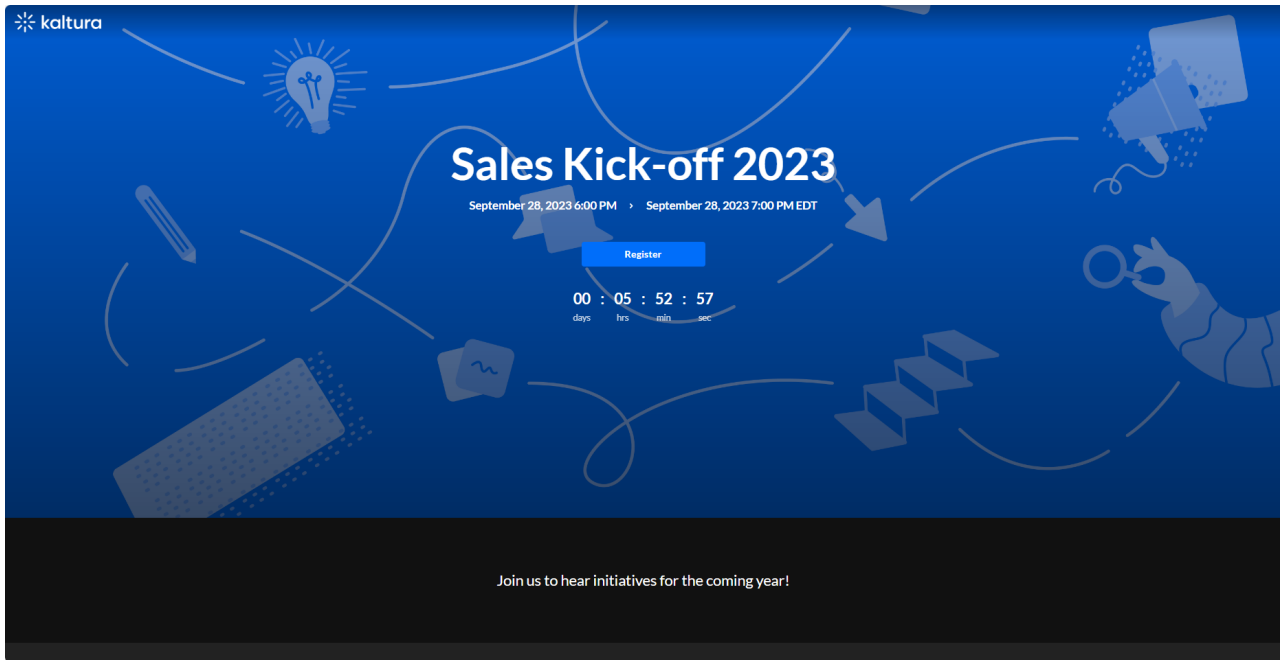 kaltura
Sales Kick-off 2023
September 28, 2023 6:00 PM › September 28, 2023 7:00 PM EDT
Register
00 : 05 : 52 : 57
days hrs min sec
Join us to hear initiatives for the coming year!